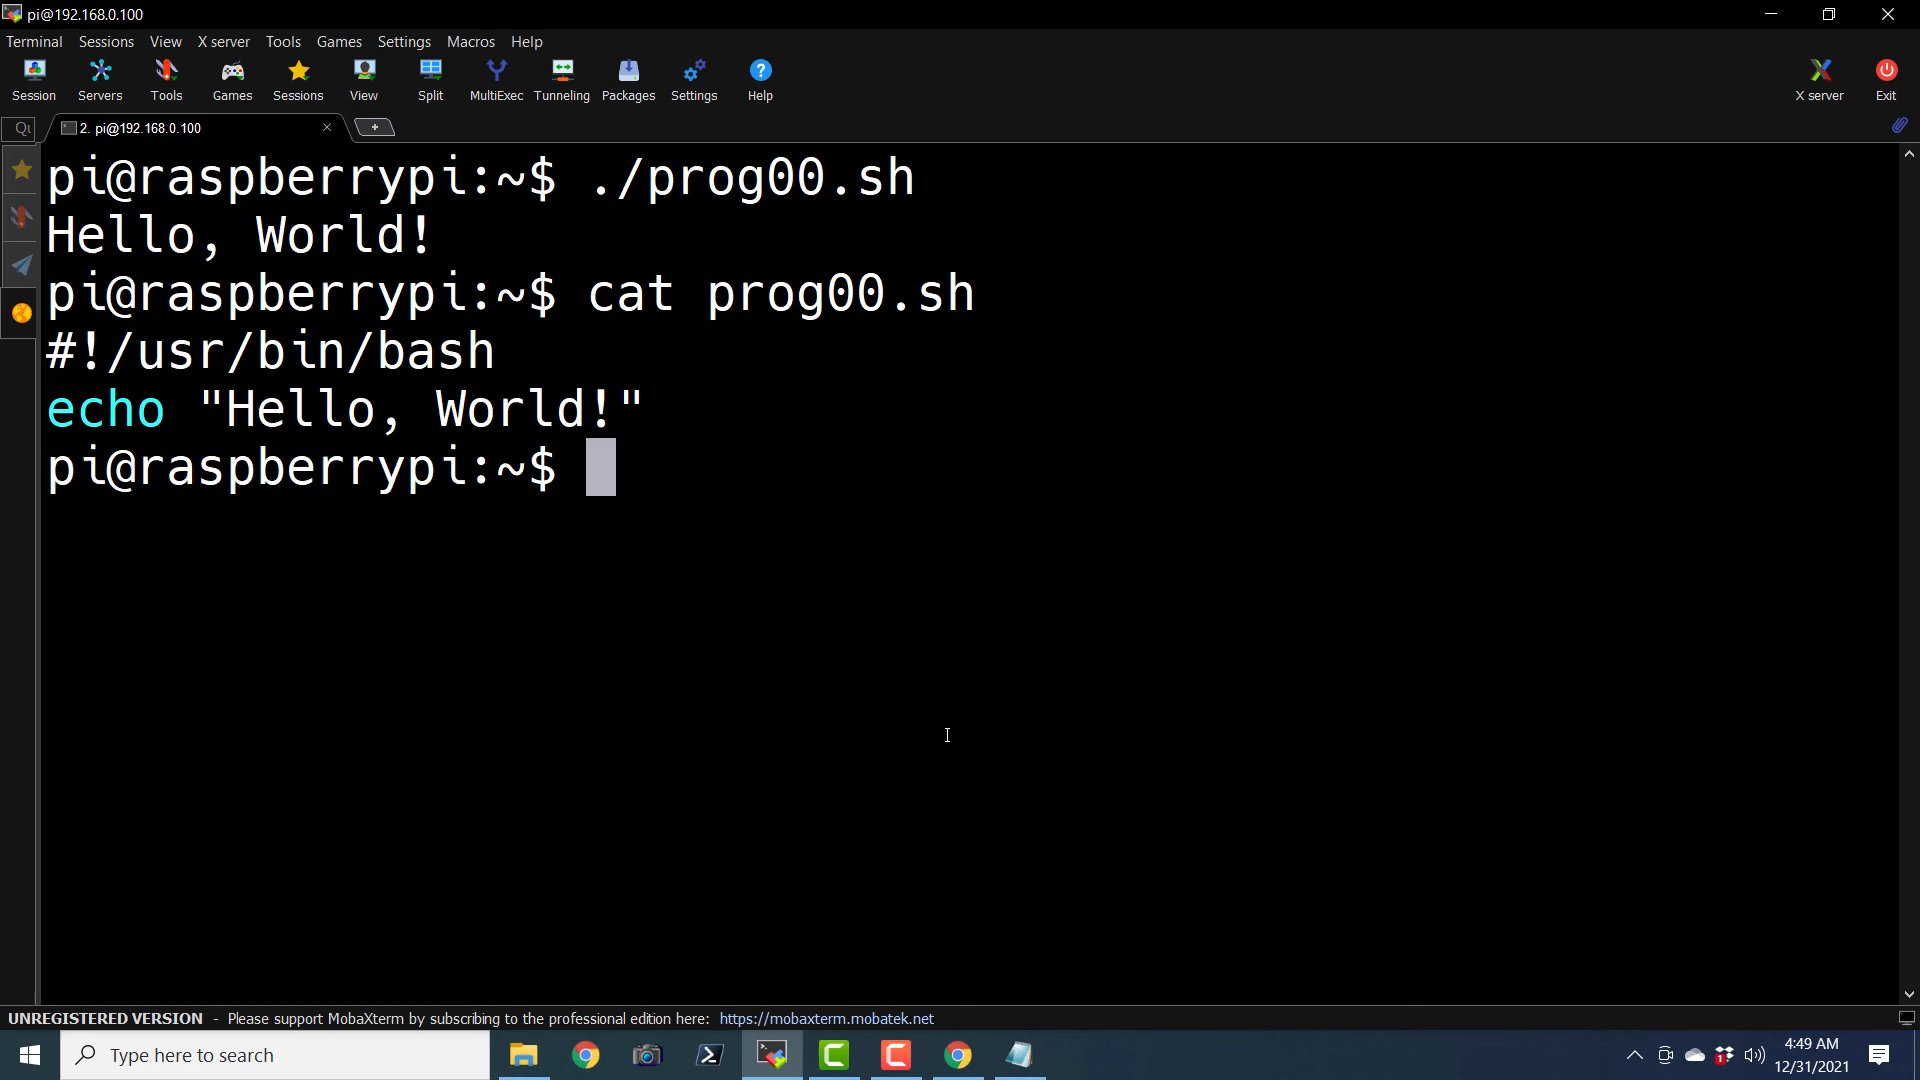 pi@192.168.0.100
Terminal Sessions View X server Tools Games Settings Macros Help
Session Servers Tools Games Sessions View Split MultiExec Tunneling Packages Settings Help X server Exit
Qu 2. pi@192.168.0.100
pi@raspberrypi:~$ ./prog00.sh
Hello, World!
pi@raspberrypi:~$ cat prog00.sh
#!/usr/bin/bash
echo "Hello, World!"
pi@raspberrypi:~$
UNREGISTERED VERSION - Please support MobaXterm by subscribing to the professional edition here: https://mobaxterm.mobatek.net
Type here to search
1
4:49 AM
12/31/2021